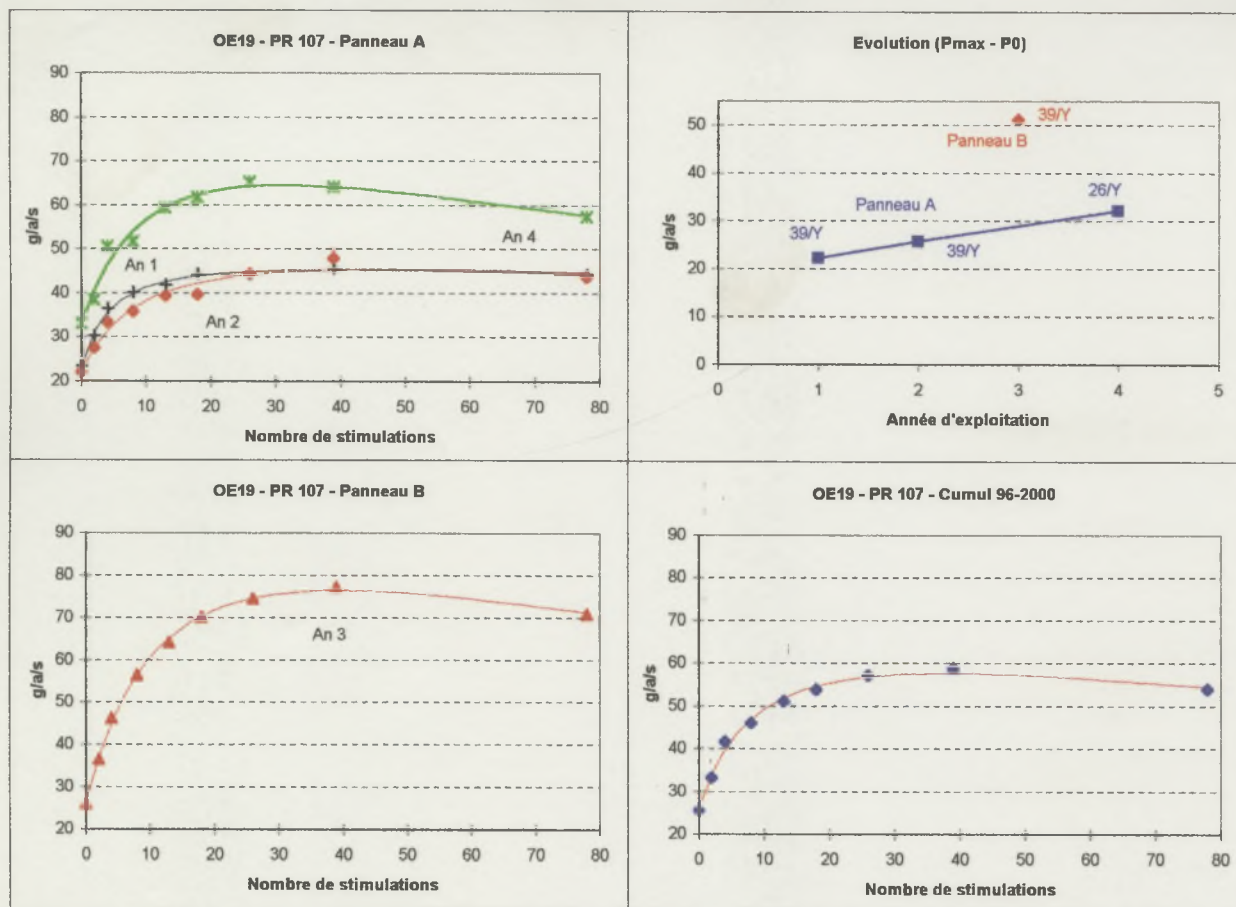 OE19 - PR 107 - Panneau A
90
80
70
60
50
40
30
20
g/a/s
An 1
An 2
An 4
0 10 20 30 40 50 60 70 80
Nombre de stimulations
Evolution (Pmax - P0)
50
40
30
20
10
0
g/a/s
39/Y
Panneau B
Panneau A
26/Y
39/Y
39/Y
0 1 2 3 4 5
Année d'exploitation
OE19 - PR 107 - Panneau B
90
80
70
60
50
40
30
20
g/a/s
An 3
0 10 20 30 40 50 60 70 80
Nombre de stimulations
OE19 - PR 107 - Cumul 96-2000
90
80
70
60
50
40
30
20
g/a/s
0 10 20 30 40 50 60 70 80
Nombre de stimulations